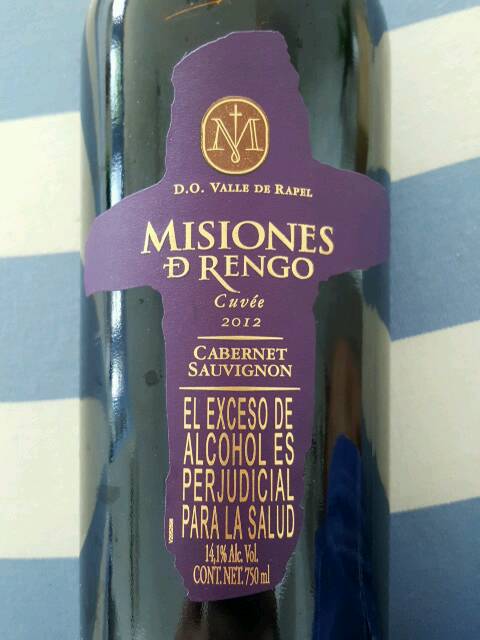 M
D.O. VALLE DE RAPEL
MISIONES
Ð RENGO
Cuvée
2012
CABERNET
SAUVIGNON
EL EXCESO DE
ALCOHOL ES
PERJUDICIAL
PARA LA SALUD
14,1% Alc. Vol.
CONT. NET. 750 ml